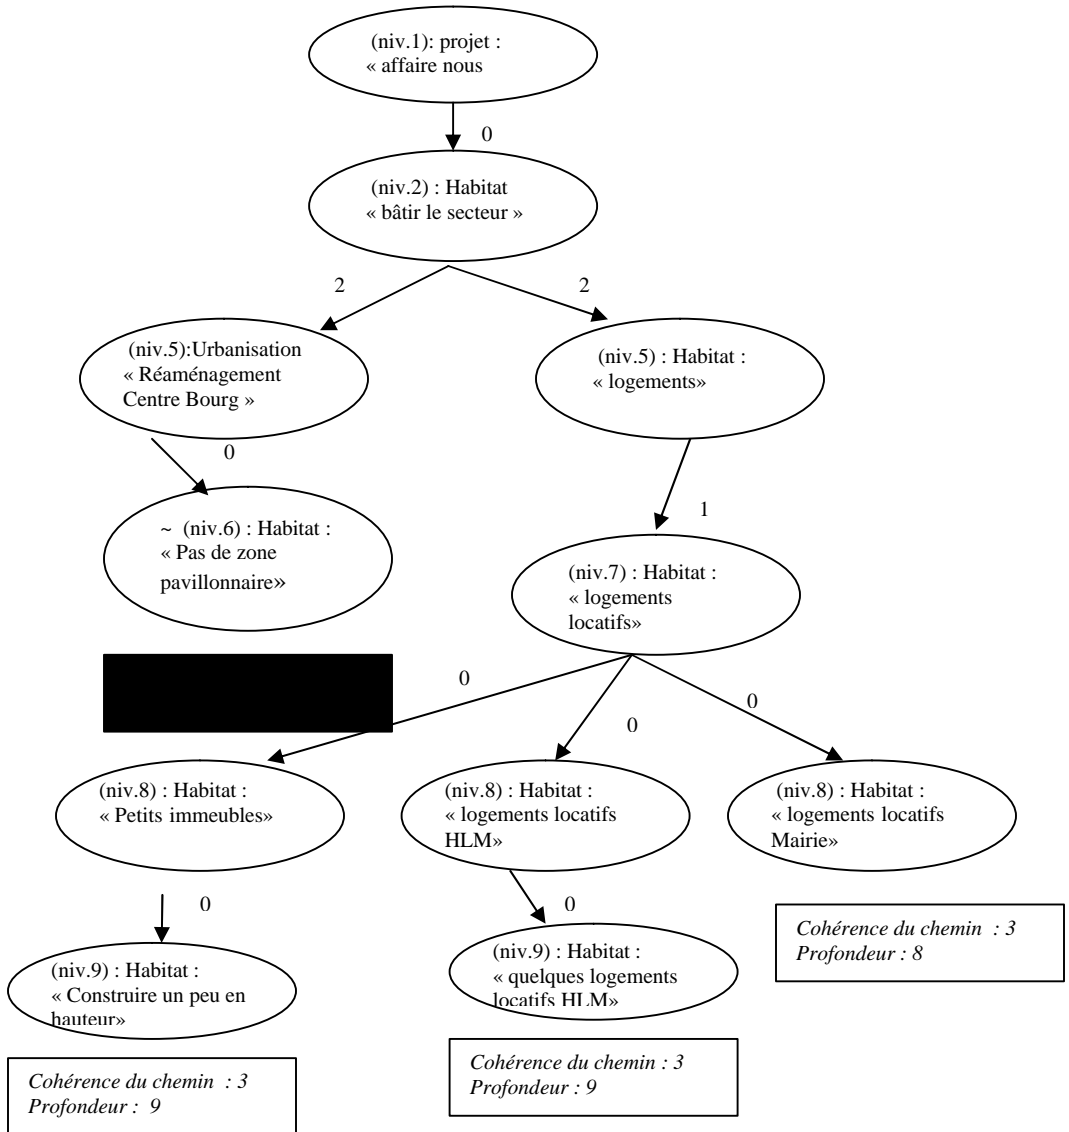 (niv.1): projet :
« affaire nous
0
(niv.2) : Habitat
« bâtir le secteur »
2
2
(niv.5):Urbanisation
« Réaménagement
Centre Bourg »
(niv.5) : Habitat :
« logements»
0
1
~ (niv.6) : Habitat :
« Pas de zone
pavillonnaire»
(niv.7) : Habitat :
« logements
locatifs»
0
0
0
(niv.8) : Habitat :
« Petits immeubles»
(niv.8) : Habitat :
« logements locatifs
HLM»
(niv.8) : Habitat :
« logements locatifs
Mairie»
0
0
(niv.9) : Habitat :
« Construire un peu en
hauteur»
(niv.9) : Habitat :
« quelques logements
locatifs HLM»
Cohérence du chemin : 3
Profondeur : 8
Cohérence du chemin : 3
Profondeur : 9
Cohérence du chemin : 3
Profondeur : 9